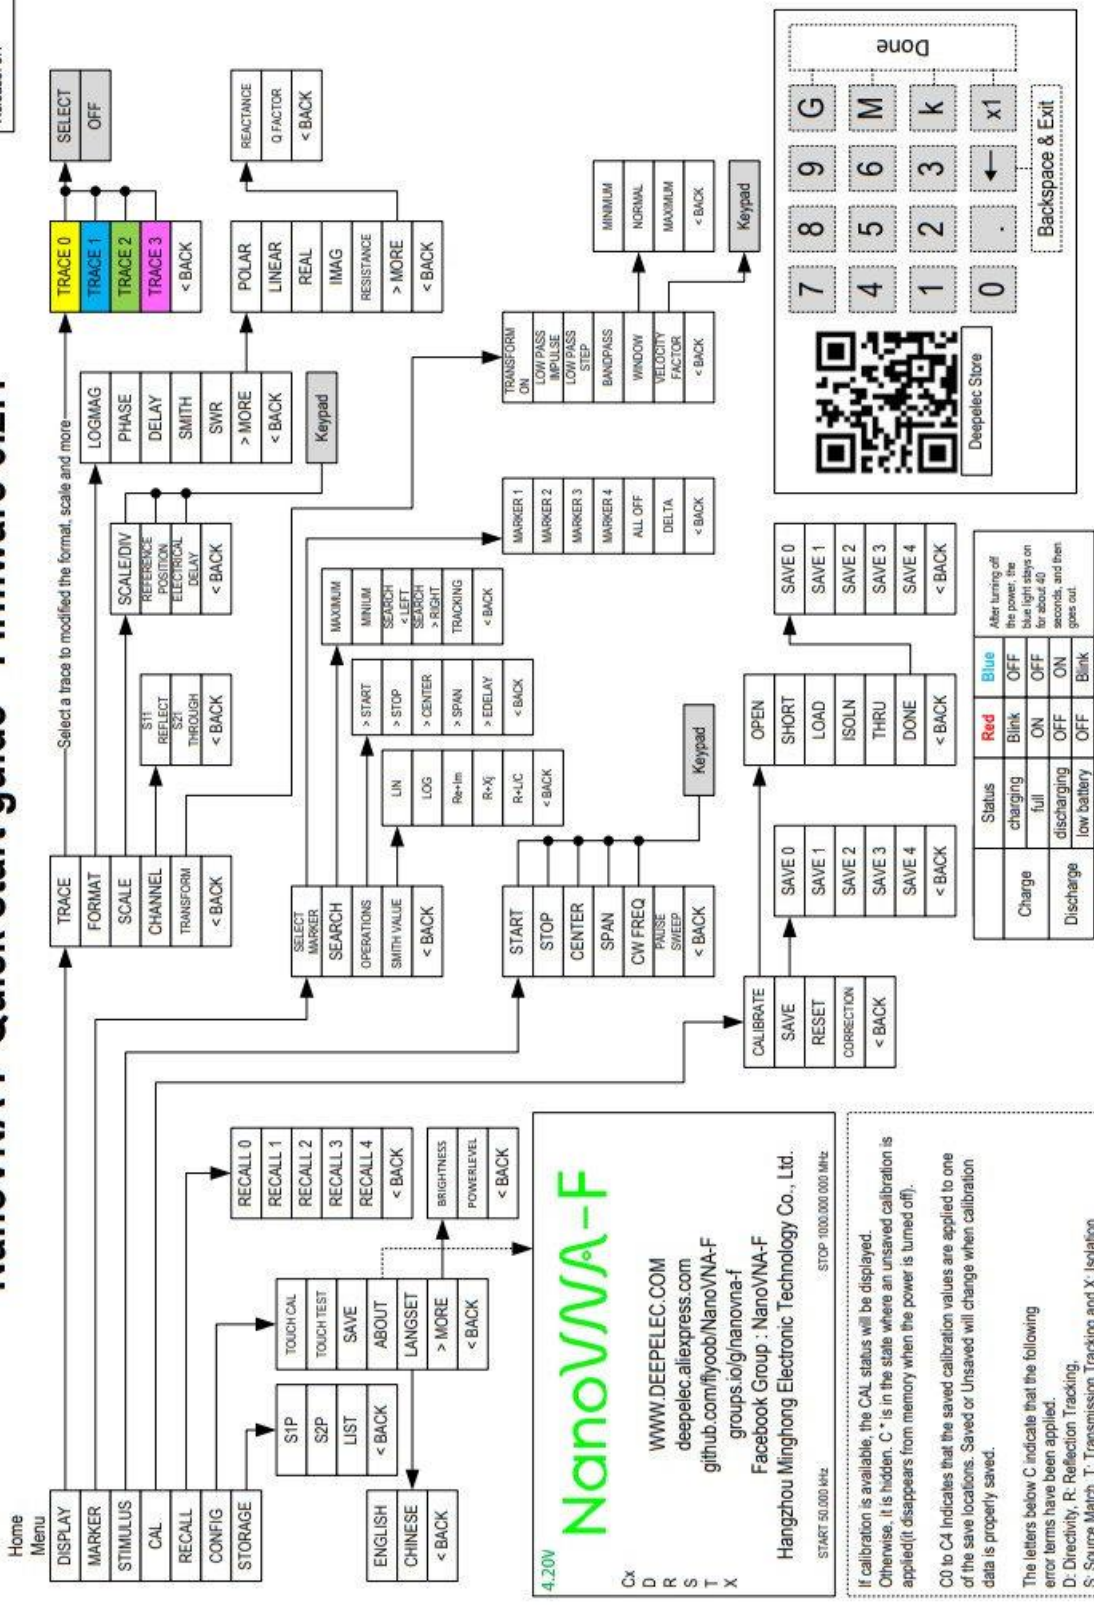 Home
Menu
DISPLAY
MARKER
STIMULUS
CAL
RECALL
CONFIG
STORAGE
TRACE
FORMAT
SCALE
CHANNEL
TRANSFORM
< BACK
Select a trace to modified the format, scale and more
TRACE 0
TRACE 1
TRACE 2
TRACE 3
< BACK
SELECT
OFF
LOGMAG
PHASE
DELAY
SMITH
SWR
> MORE
< BACK
POLAR
LINEAR
REAL
IMAG
RESISTANCE
> MORE
< BACK
REACTANCE
Q FACTOR
< BACK
SCALE/DIV
REFERENCE
POSITION
ELECTRICAL
DELAY
< BACK
Keypad
S11
REFLECT
S21
THROUGH
< BACK
TRANSFORM
ON
LOW PASS
IMPULSE
LOW PASS
STEP
BANDPASS
WINDOW
VELOCITY
FACTOR
< BACK
MINIMUM
NORMAL
MAXIMUM
< BACK
Keypad
SELECT
MARKER
SEARCH
OPERATIONS
SMITH VALUE
< BACK
MARKER 1
MARKER 2
MARKER 3
MARKER 4
ALL OFF
DELTA
< BACK
MAXIMUM
MINIUM
SEARCH
< LEFT
SEARCH
> RIGHT
TRACKING
< BACK
> START
> STOP
> CENTER
> SPAN
> EDELAY
< BACK
LIN
LOG
Re+Im
R+Xj
R+L/C
< BACK
START
STOP
CENTER
SPAN
CW FREQ
PAUSE
SWEEP
< BACK
Keypad
CALIBRATE
SAVE
RESET
CORRECTION
< BACK
OPEN
SHORT
LOAD
ISOLN
THRU
DONE
< BACK
SAVE 0
SAVE 1
SAVE 2
SAVE 3
SAVE 4
< BACK
SAVE 0
SAVE 1
SAVE 2
SAVE 3
SAVE 4
< BACK
RECALL 0
RECALL 1
RECALL 2
RECALL 3
RECALL 4
< BACK
TOUCH CAL
TOUCH TEST
SAVE
ABOUT
LANGSET
> MORE
< BACK
BRIGHTNESS
POWERLEVEL
< BACK
S1P
S2P
LIST
< BACK
ENGLISH
CHINESE
< BACK
4.20V
NanoVNA-F
Cx
D
R
S
T
X
WWW.DEEPELEC.COM
deepelec.aliexpress.com
github.com/flyoob/NanoVNA-F
groups.io/g/nanovna-f
Facebook Group : NanoVNA-F
Hangzhou Minghong Electronic Technology Co., Ltd.
START 50.000 kHz STOP 1000.000 000 MHz
If calibration is available, the CAL status will be displayed.
Otherwise, it is hidden. C * is in the state where an unsaved calibration is
applied(it disappears from memory when the power is turned off).
C0 to C4 Indicates that the saved calibration values are applied to one
of the save locations. Saved or Unsaved will change when calibration
data is properly saved.
The letters below C indicate that the following
error terms have been applied.
D: Directivity, R: Reflection Tracking,
S: Source Match, T: Transmission Tracking and X: Isolation
Status Red Blue
Charge charging Blink OFF
full ON OFF
Discharge discharging OFF ON
low battery OFF Blink
After turning off
the power, the
blue light stays on
for about 40
seconds, and then
goes out.
Deepelec Store
7 8 9 G
4 5 6 M
1 2 3 k
0 . ← x1
Done
Backspace & Exit